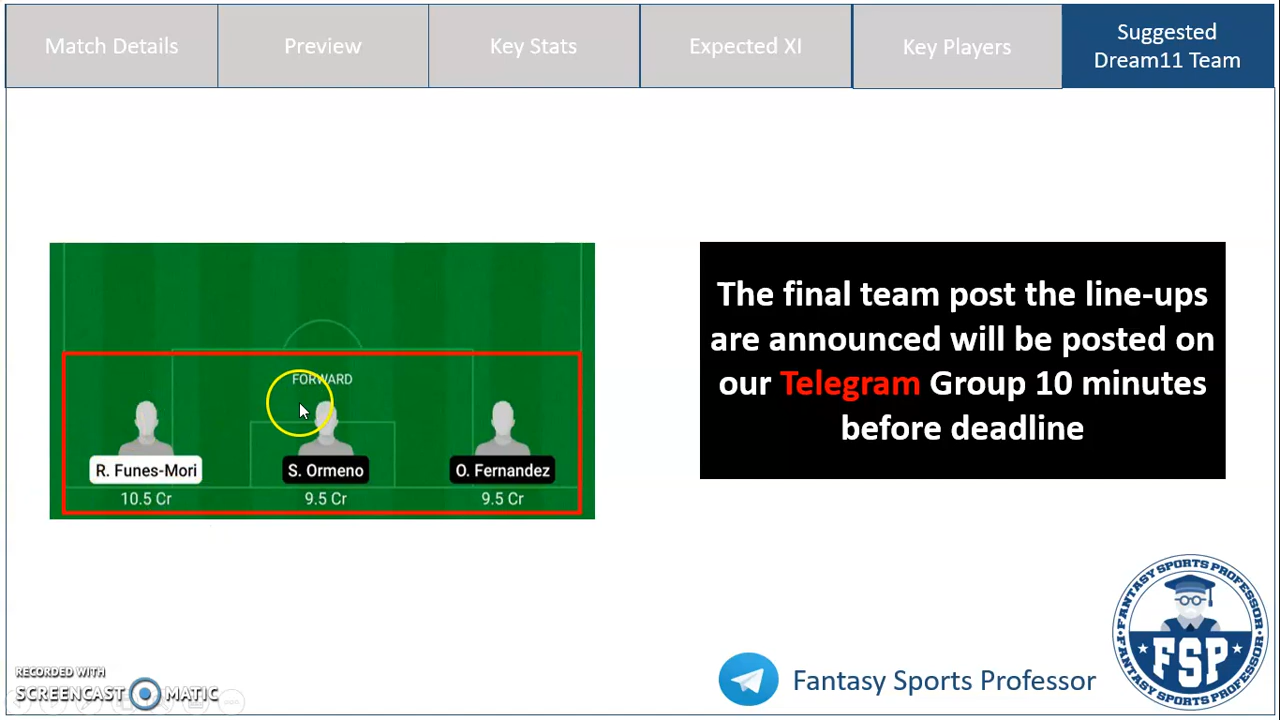 Match Details
Preview
Key Stats
Expected XI
Key Players
Suggested
Dream11 Team
FORWARD
R. Funes-Mori
S. Ormeno
O. Fernandez
10.5 Cr
9.5 Cr
9.5 Cr
The final team post the line-ups
are announced will be posted on
our Telegram Group 10 minutes
before deadline
RECORDED WITH
SCREENCAST MATIC
Fantasy Sports Professor
FANTASY SPORTS PROFESSOR
FSP
FANTASY SPORTS PROFESSOR